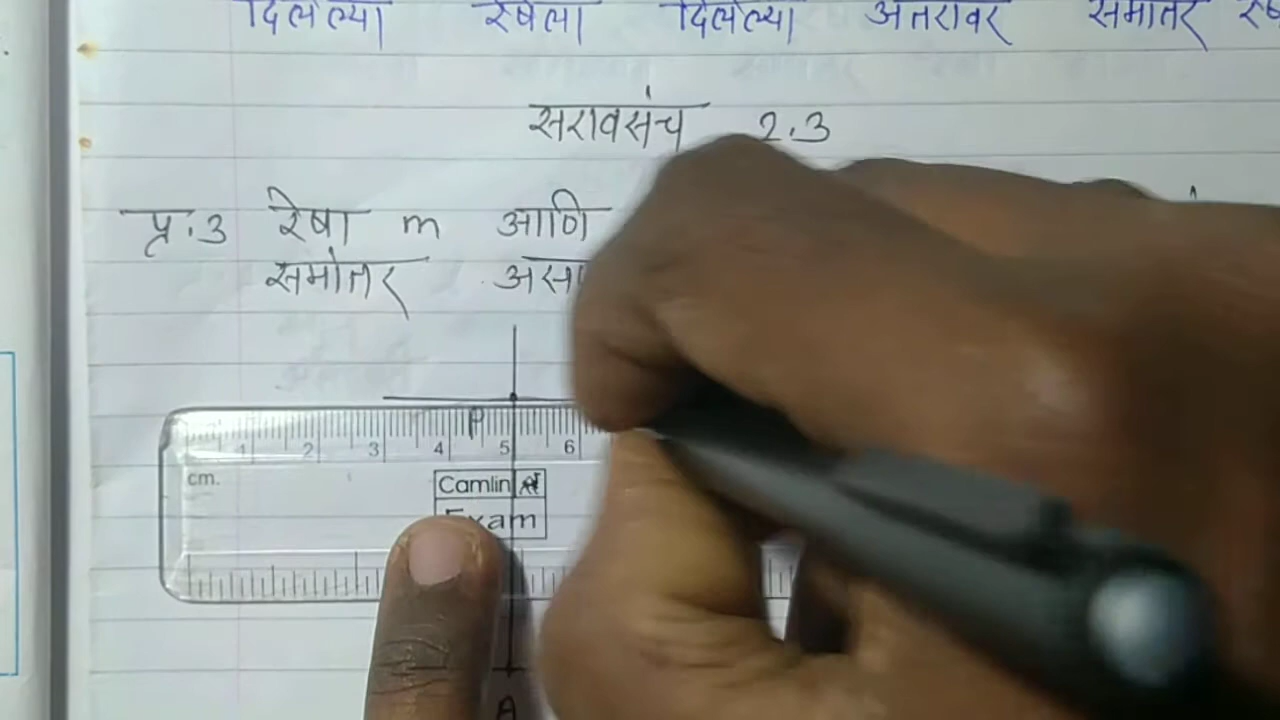 दिलेल्या रेषेला दिलेल्या अंतरावर समांतर
सरावसंच 2.3
प्र.3 रेषा m आणि
समांतर
P
1 2 3 4 5 6
cm. Camlin
Exam
A